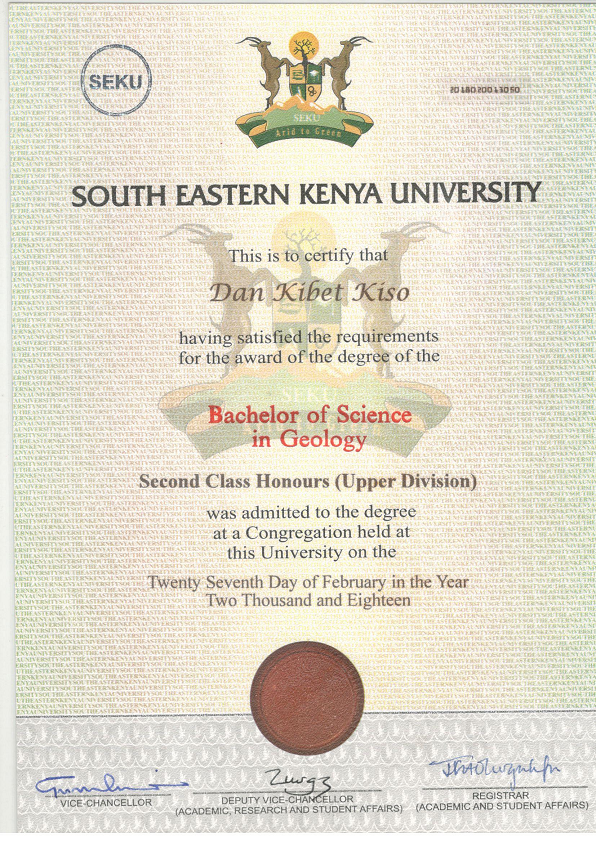 SEKU
2018020013050
SEKU
Arid to Green
SOUTH EASTERN KENYA UNIVERSITY
This is to certify that
Dan Kibet Kiso
having satisfied the requirements
for the award of the degree of the
SEKU
Bachelor of Science
in Geology
Second Class Honours (Upper Division)
was admitted to the degree
at a Congregation held at
this University on the
Twenty Seventh Day of February in the Year
Two Thousand and Eighteen
VICE-CHANCELLOR
DEPUTY VICE-CHANCELLOR
(ACADEMIC, RESEARCH AND STUDENT AFFAIRS)
REGISTRAR
(ACADEMIC AND STUDENT AFFAIRS)